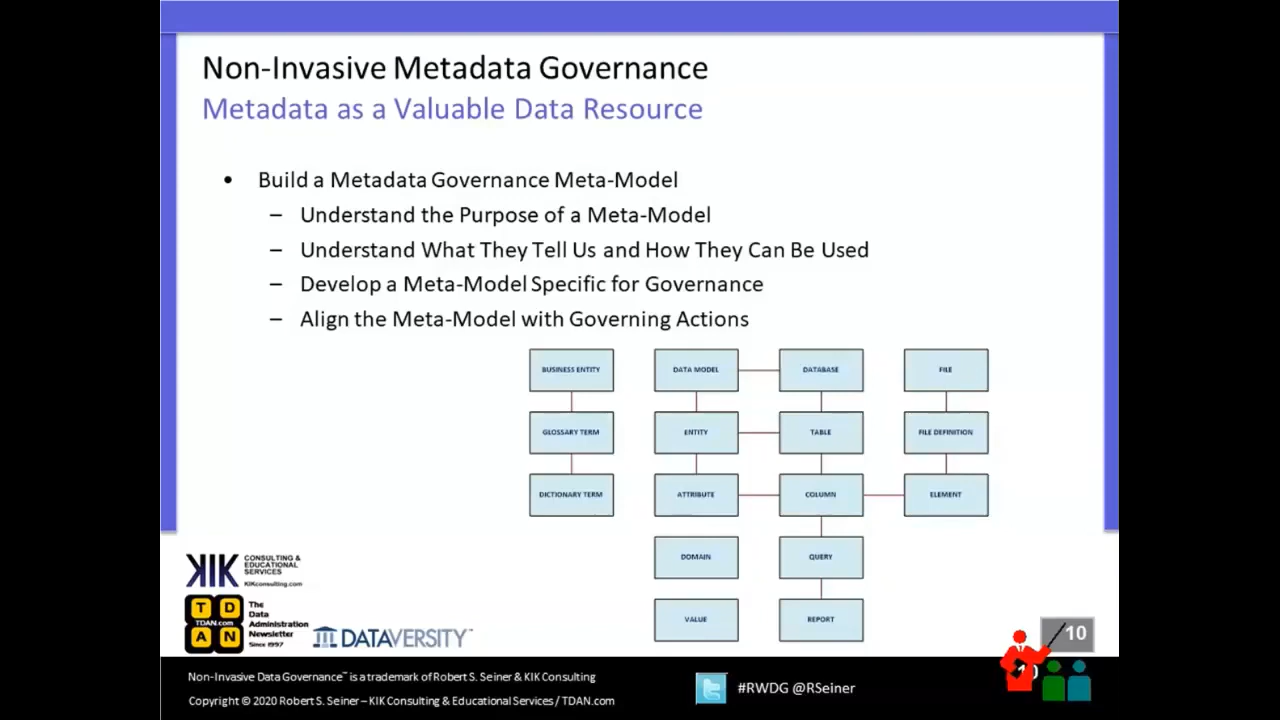 Non-Invasive Metadata Governance
Metadata as a Valuable Data Resource
• Build a Metadata Governance Meta-Model
– Understand the Purpose of a Meta-Model
– Understand What They Tell Us and How They Can Be Used
– Develop a Meta-Model Specific for Governance
– Align the Meta-Model with Governing Actions
BUSINESS ENTITY DATA MODEL DATABASE FILE
GLOSSARY TERM ENTITY TABLE FILE DEFINITION
DICTIONARY TERM ATTRIBUTE COLUMN ELEMENT
DOMAIN QUERY
VALUE REPORT
KIK CONSULTING &
EDUCATIONAL
SERVICES
KIKconsulting.com
T D
TDAN.com
A N
The
Data
Administration
Newsletter
Since 1997
DATAVERSITY™
10
10
Non-Invasive Data Governance™ is a trademark of Robert S. Seiner & KIK Consulting
Copyright © 2020 Robert S. Seiner – KIK Consulting & Educational Services / TDAN.com
#RWDG @RSeiner